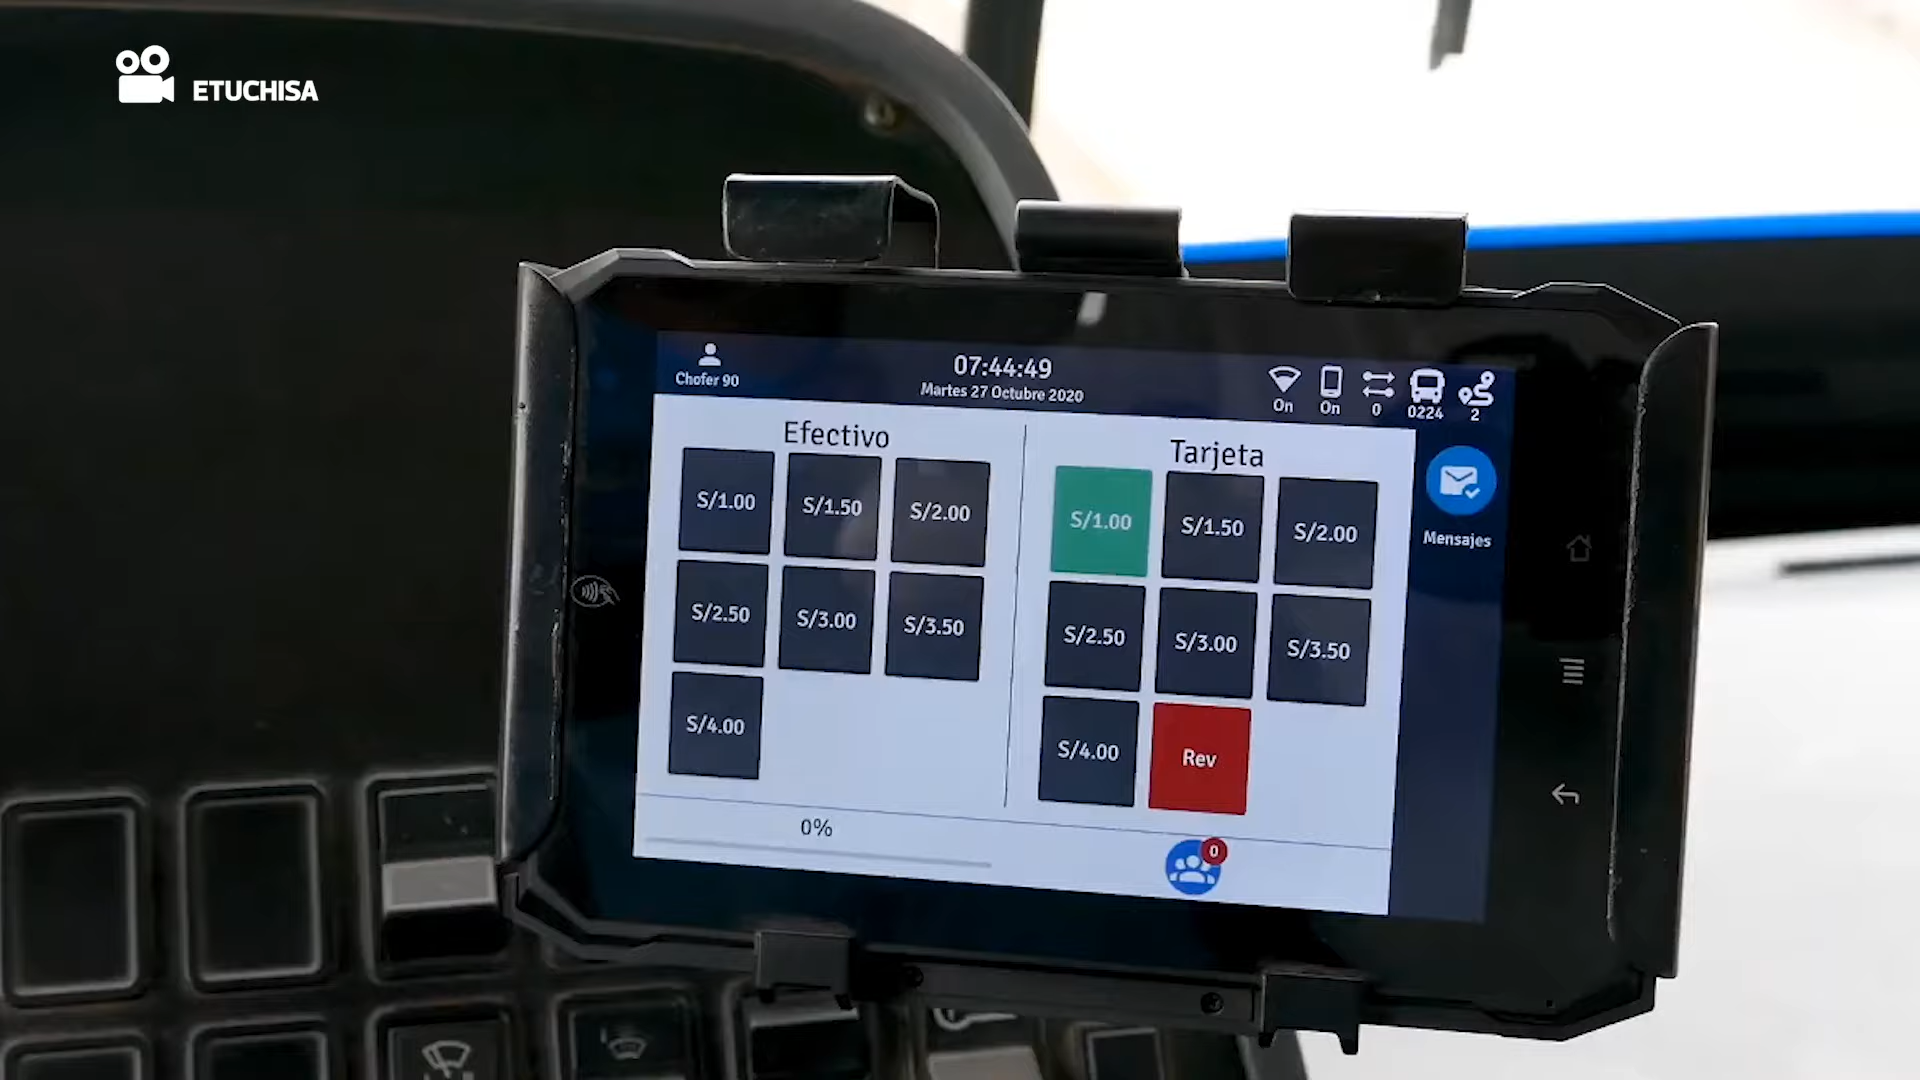 ETUCHISA
Chofer 90
07:44:49
Martes 27 Octubre 2020
On
On
0
0224
2
Efectivo
S/1.00 S/1.50 S/2.00
S/2.50 S/3.00 S/3.50
S/4.00
Tarjeta
S/1.00 S/1.50 S/2.00
S/2.50 S/3.00 S/3.50
S/4.00 Rev
Mensajes
0%
0